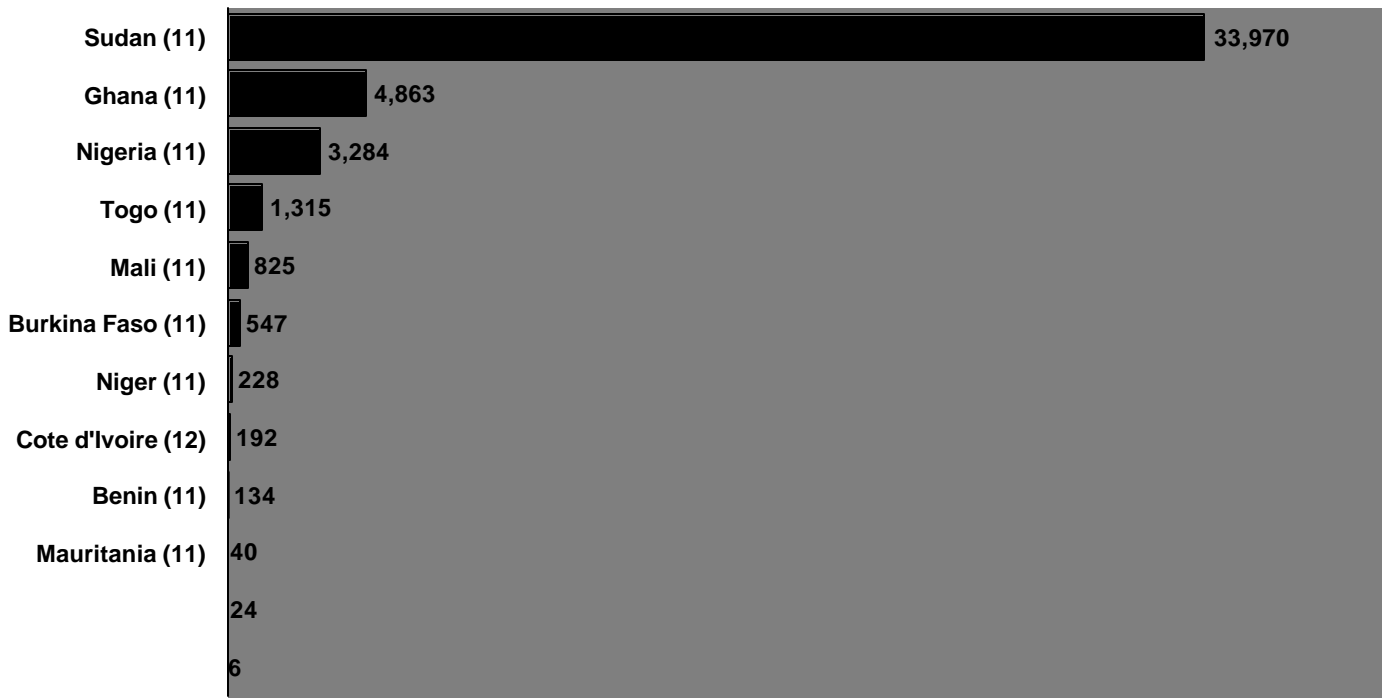 Sudan (11) 33,970
Ghana (11) 4,863
Nigeria (11) 3,284
Togo (11) 1,315
Mali (11) 825
Burkina Faso (11) 547
Niger (11) 228
Cote d'Ivoire (12) 192
Benin (11) 134
Mauritania (11) 40
24
6